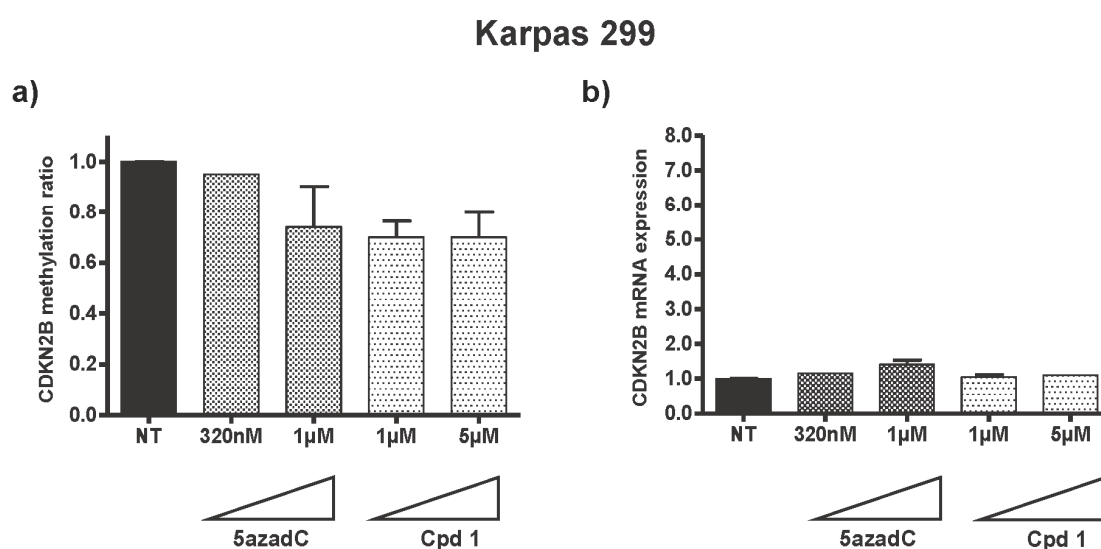 Karpas 299
a)
CDKN2B methylation ratio
1.0
0.8
0.6
0.4
0.2
0.0
NT 320nM 1µM 1µM 5µM
5azadC Cpd 1
b)
CDKN2B mRNA expression
8.0
7.0
6.0
5.0
4.0
3.0
2.0
1.0
0.0
NT 320nM 1µM 1µM 5µM
5azadC Cpd 1